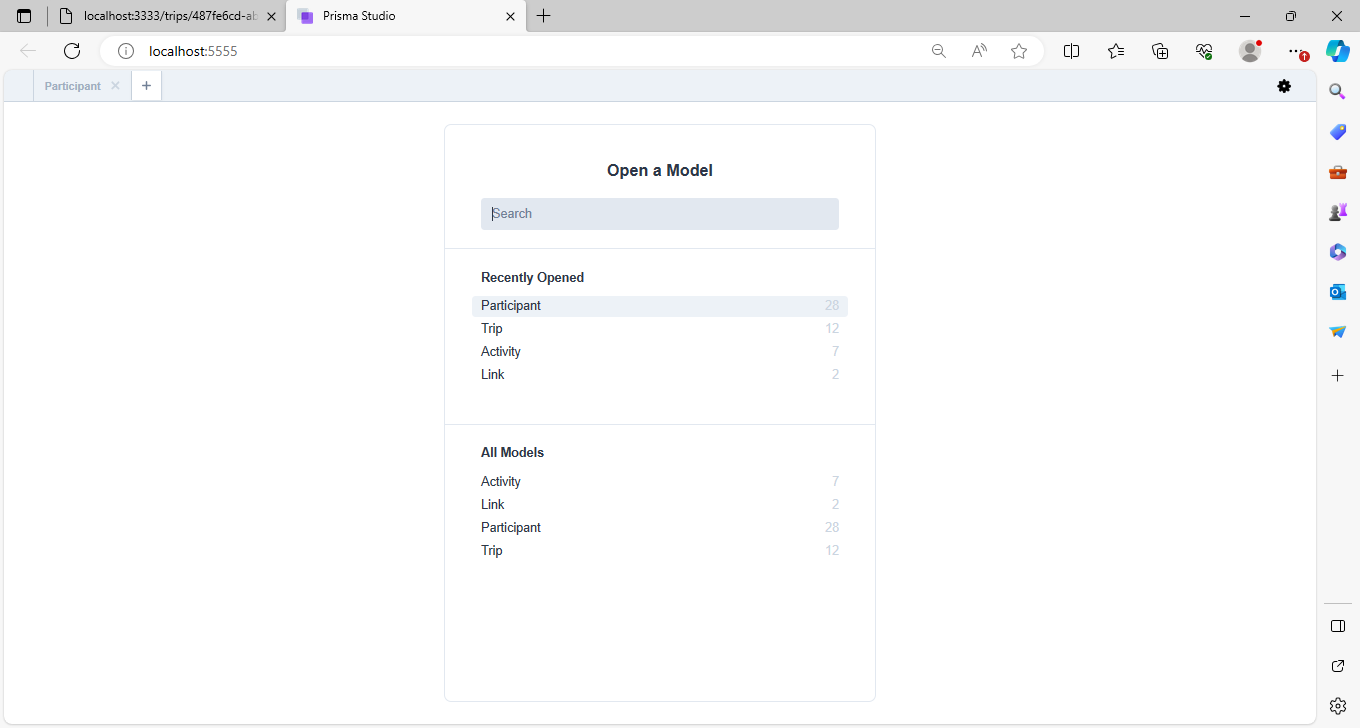 localhost:3333/trips/487fe6cd-ab
Prisma Studio
localhost:5555
Participant
Open a Model
Search
Recently Opened
Participant 28
Trip 12
Activity 7
Link 2
All Models
Activity 7
Link 2
Participant 28
Trip 12